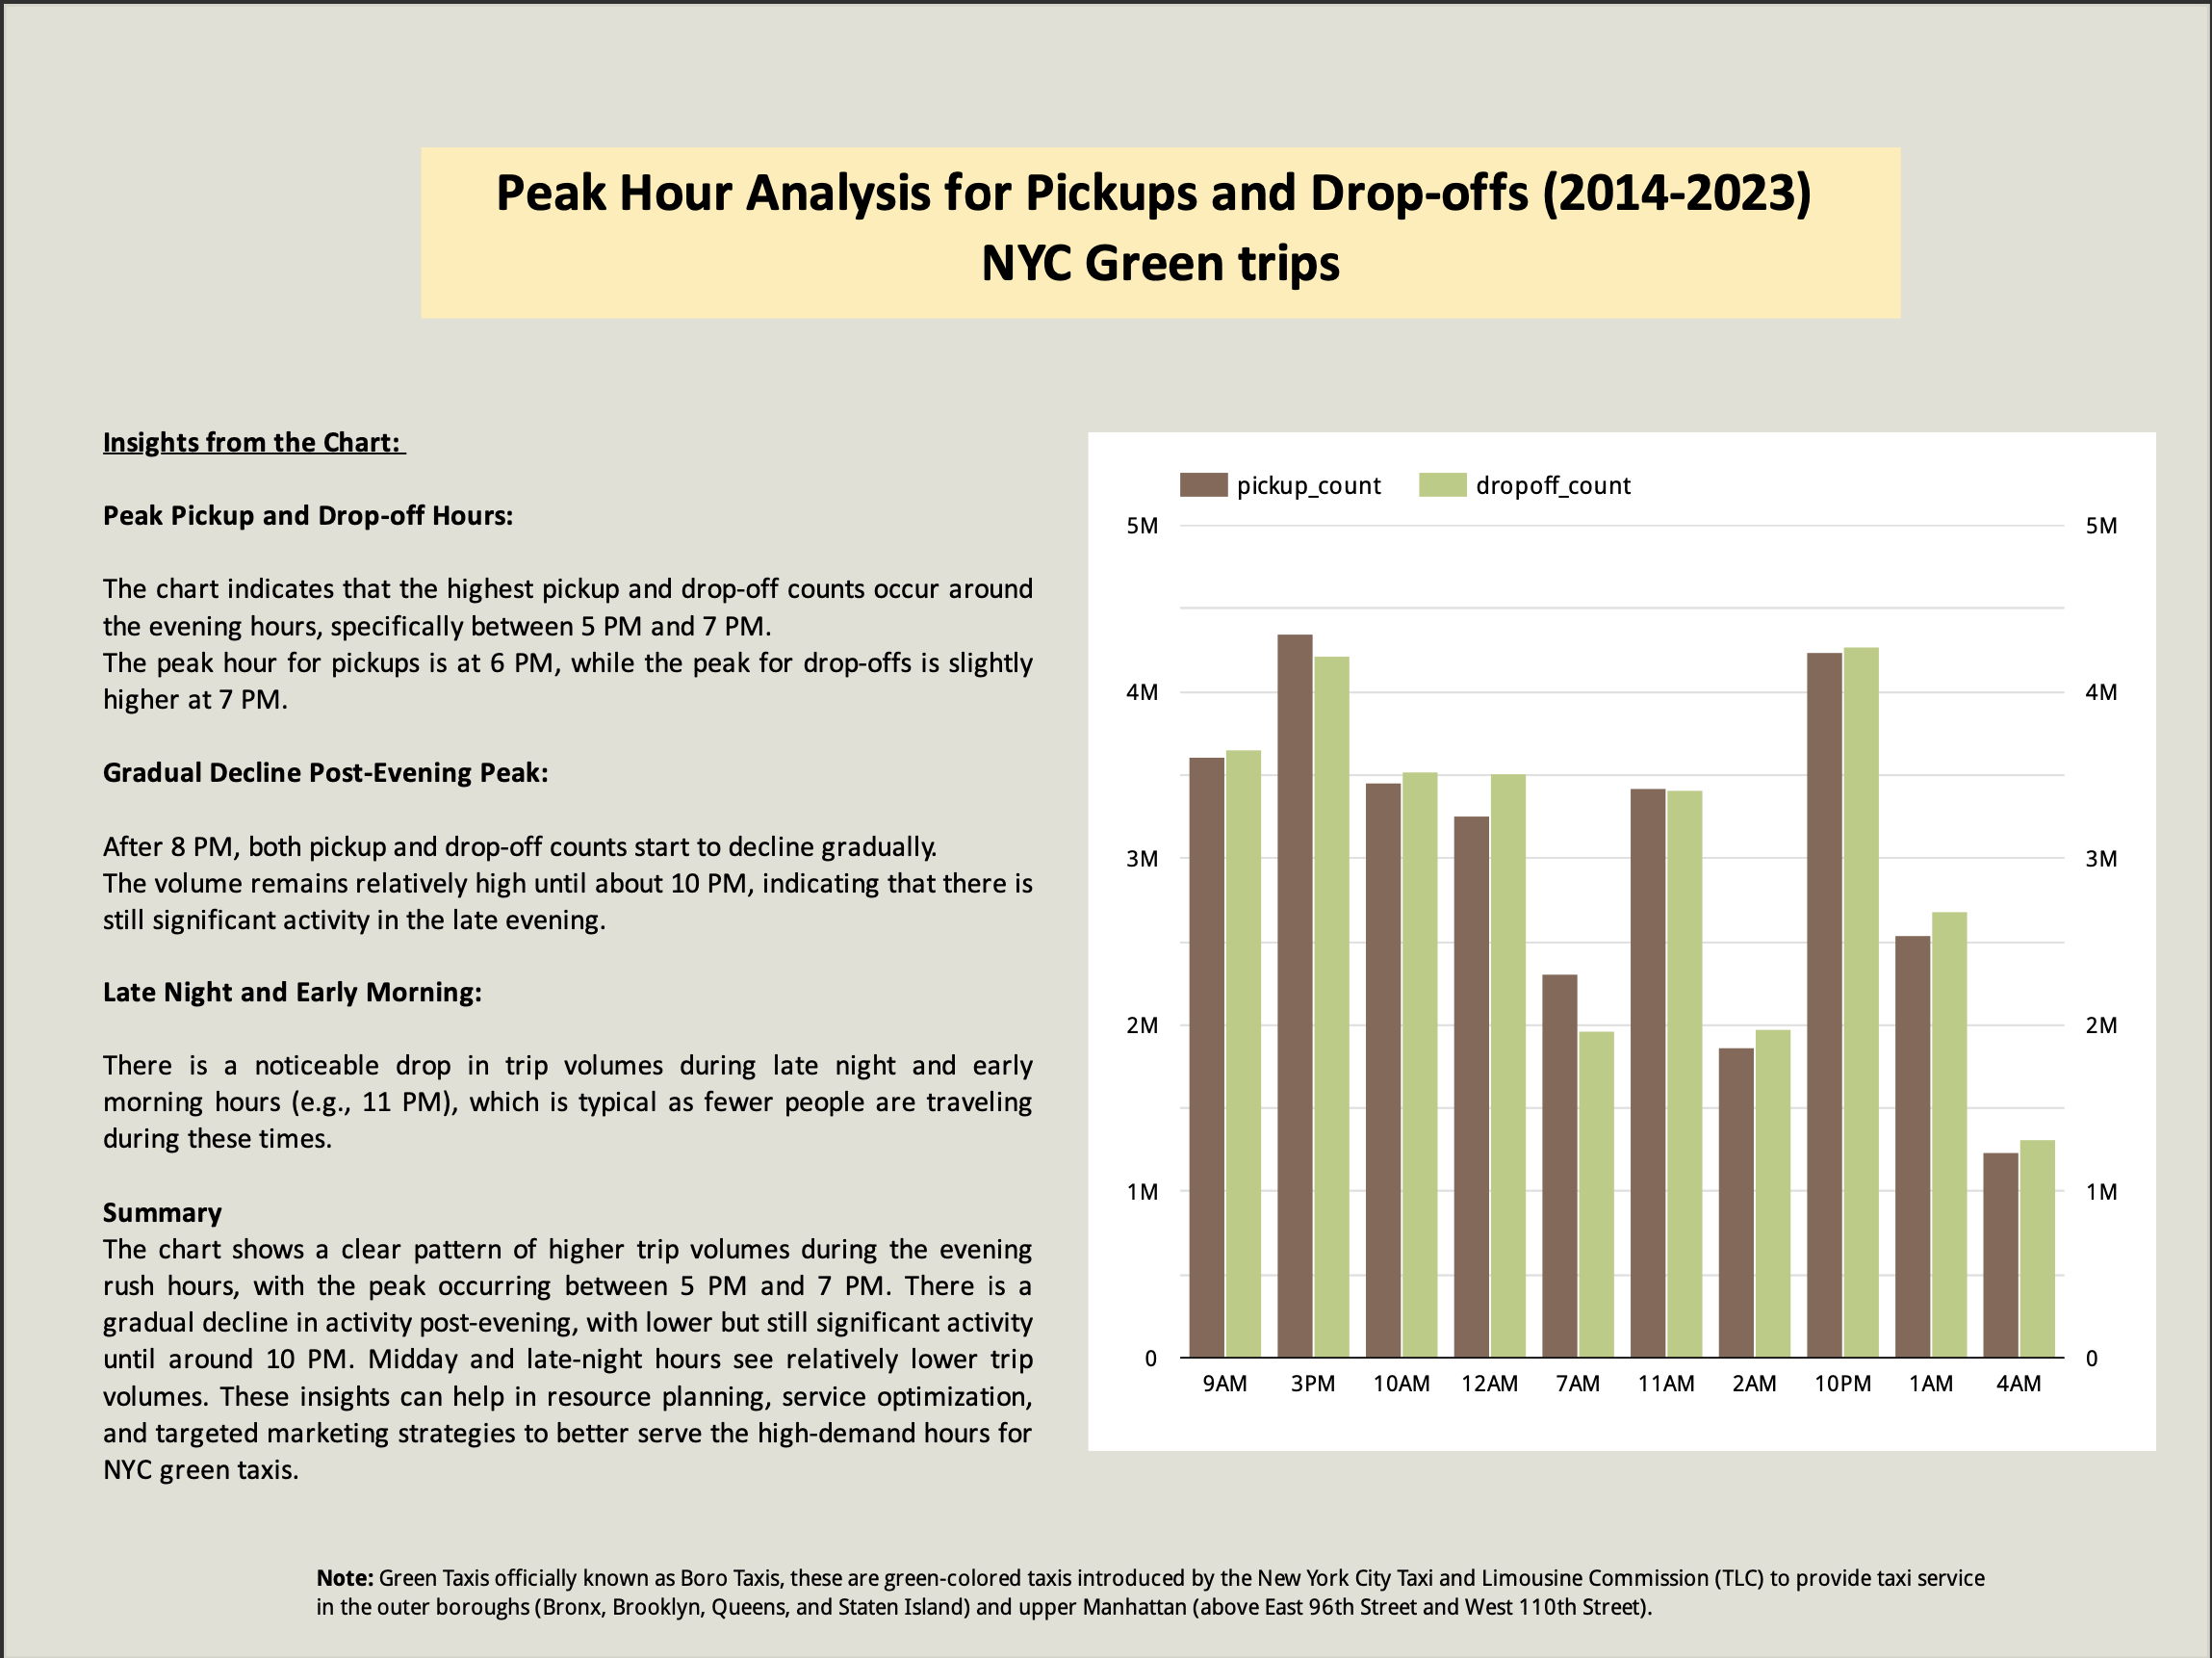 Peak Hour Analysis for Pickups and Drop-offs (2014-2023)
NYC Green trips
Insights from the Chart:
Peak Pickup and Drop-off Hours:
The chart indicates that the highest pickup and drop-off counts occur around
the evening hours, specifically between 5 PM and 7 PM.
The peak hour for pickups is at 6 PM, while the peak for drop-offs is slightly
higher at 7 PM.
Gradual Decline Post-Evening Peak:
After 8 PM, both pickup and drop-off counts start to decline gradually.
The volume remains relatively high until about 10 PM, indicating that there is
still significant activity in the late evening.
Late Night and Early Morning:
There is a noticeable drop in trip volumes during late night and early
morning hours (e.g., 11 PM), which is typical as fewer people are traveling
during these times.
Summary
The chart shows a clear pattern of higher trip volumes during the evening
rush hours, with the peak occurring between 5 PM and 7 PM. There is a
gradual decline in activity post-evening, with lower but still significant activity
until around 10 PM. Midday and late-night hours see relatively lower trip
volumes. These insights can help in resource planning, service optimization,
and targeted marketing strategies to better serve the high-demand hours for
NYC green taxis.
pickup_count dropoff_count
5M 5M
4M 4M
3M 3M
2M 2M
1M 1M
0 0
9AM 3PM 10AM 12AM 7AM 11AM 2AM 10PM 1AM 4AM
Note: Green Taxis officially known as Boro Taxis, these are green-colored taxis introduced by the New York City Taxi and Limousine Commission (TLC) to provide taxi service
in the outer boroughs (Bronx, Brooklyn, Queens, and Staten Island) and upper Manhattan (above East 96th Street and West 110th Street).